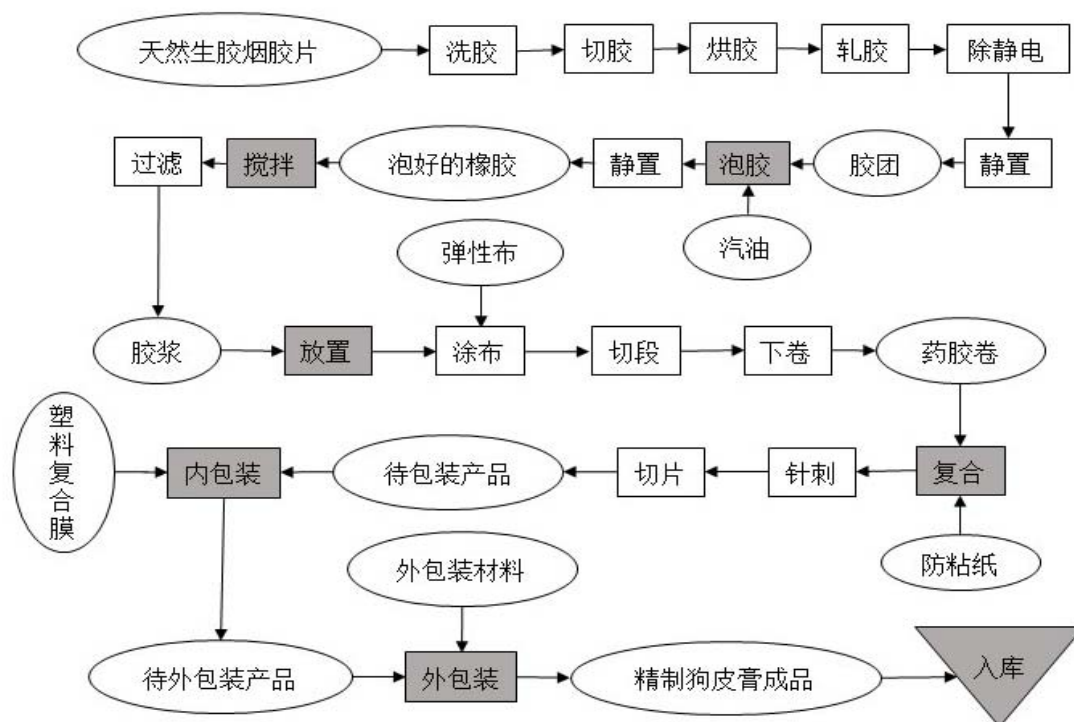 天然生胶烟胶片
洗胶
切胶
烘胶
轧胶
除静电
过滤
搅拌
泡好的橡胶
静置
泡胶
胶团
静置
弹性布
汽油
胶浆
放置
涂布
切段
下卷
药胶卷
塑料复合膜
内包装
待包装产品
切片
针刺
复合
外包装材料
防粘纸
待外包装产品
外包装
精制狗皮膏成品
入库